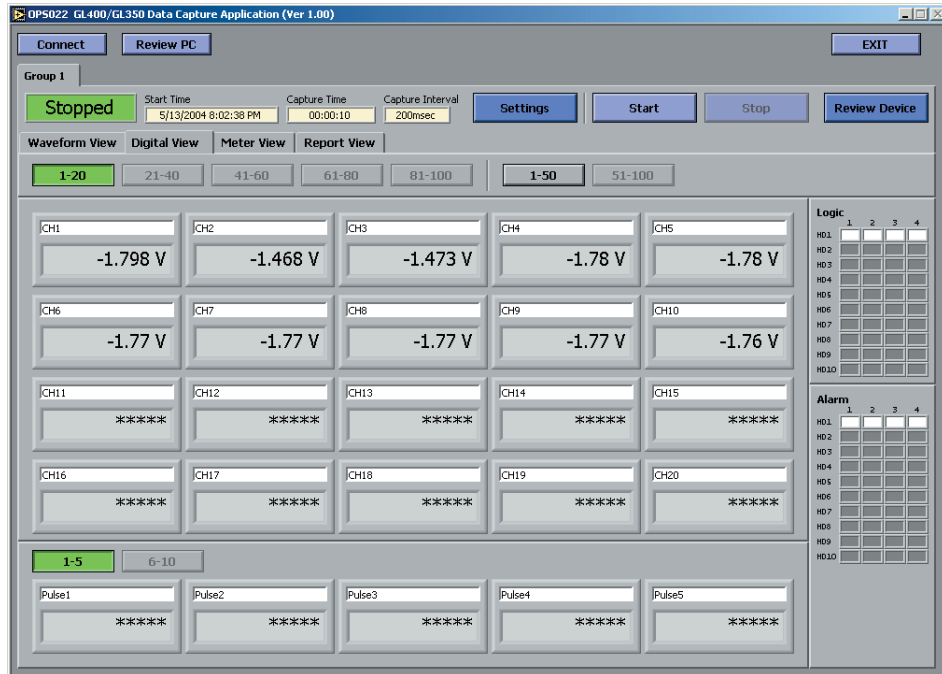 OPS022 GL400/GL350 Data Capture Application (Ver 1.00)
Connect Review PC EXIT
Group 1
Stopped
Start Time Capture Time Capture Interval
5/13/2004 8:02:38 PM 00:00:10 200msec
Settings Start Stop Review Device
Waveform View Digital View Meter View Report View
1-20 21-40 41-60 61-80 81-100 1-50 51-100
CH1 CH2 CH3 CH4 CH5
-1.798 V -1.468 V -1.473 V -1.78 V -1.78 V
CH6 CH7 CH8 CH9 CH10
-1.77 V -1.77 V -1.77 V -1.77 V -1.76 V
CH11 CH12 CH13 CH14 CH15
***** ***** ***** ***** *****
CH16 CH17 CH18 CH19 CH20
***** ***** ***** ***** *****
1-5 6-10
Pulse1 Pulse2 Pulse3 Pulse4 Pulse5
***** ***** ***** ***** *****
Logic
1 2 3 4
HD1
HD2
HD3
HD4
HD5
HD6
HD7
HD8
HD9
HD10
Alarm
1 2 3 4
HD1
HD2
HD3
HD4
HD5
HD6
HD7
HD8
HD9
HD10